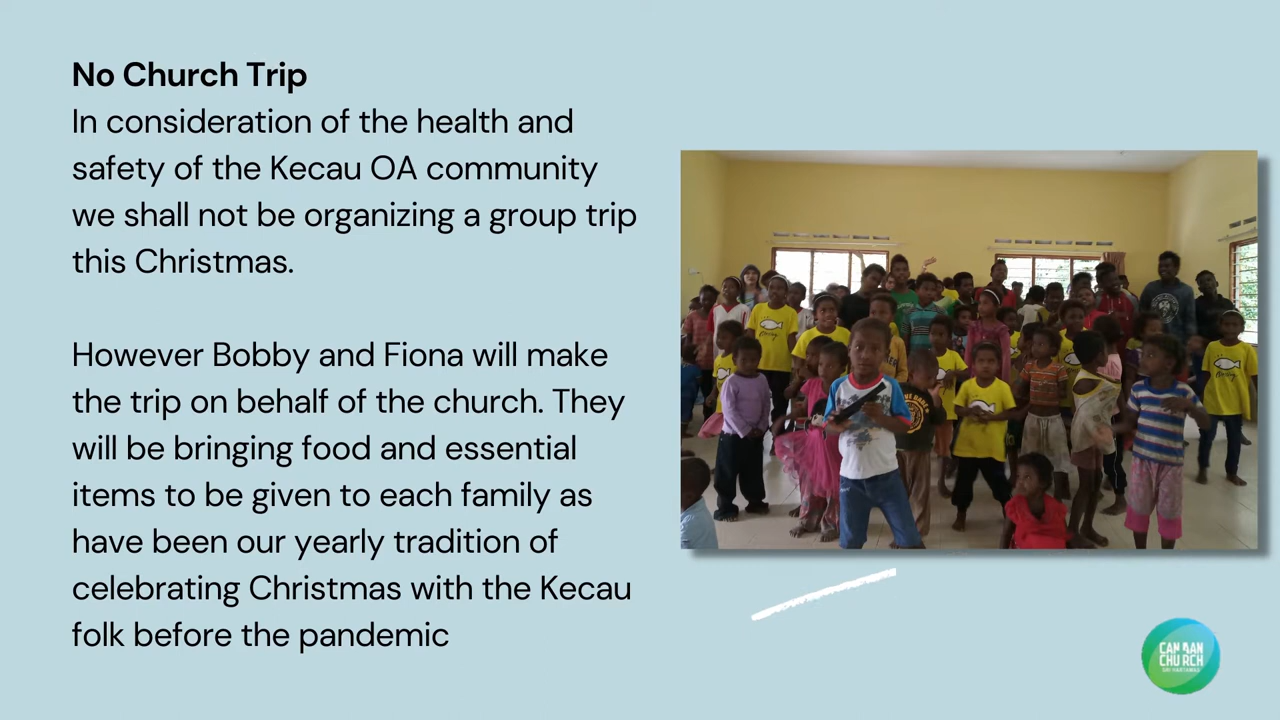 No Church Trip
In consideration of the health and
safety of the Kecau OA community
we shall not be organizing a group trip
this Christmas.
However Bobby and Fiona will make
the trip on behalf of the church. They
will be bringing food and essential
items to be given to each family as
have been our yearly tradition of
celebrating Christmas with the Kecau
folk before the pandemic
CANAAN
CHURCH